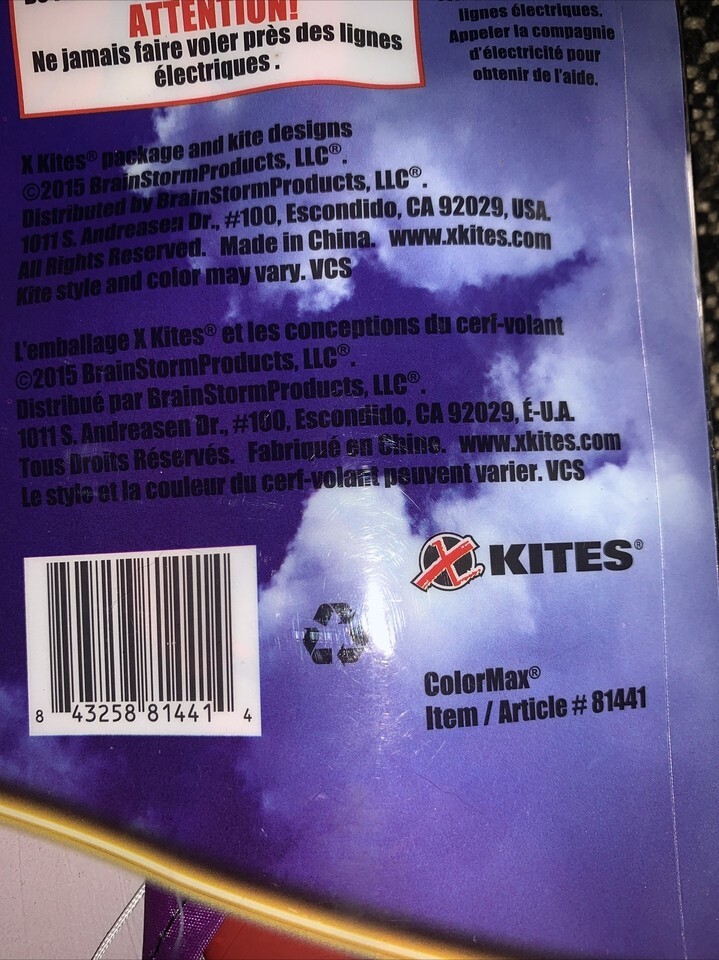 ATTENTION!
Ne jamais faire voler près des lignes
électriques.
lignes électriques.
Appeler la compagnie
d'électricité pour
obtenir de l'aide.
X Kites® package and kite designs
©2015 BrainStormProducts, LLC®.
Distributed by BrainStormProducts, LLC®.
1011 S. Andreasen Dr., #100, Escondido, CA 92029, USA.
All Rights Reserved. Made in China. www.xkites.com
Kite style and color may vary. VCS
L'emballage X Kites® et les conceptions du cerf-volant
©2015 BrainStormProducts, LLC®.
Distribué par BrainStormProducts, LLC®.
1011 S. Andreasen Dr., #100, Escondido, CA 92029, É-U.A.
Tous Droits Réservés. Fabriqué en Chine. www.xkites.com
Le style et la couleur du cerf-volant peuvent varier. VCS
X KITES®
8 43258 81441 4
ColorMax®
Item / Article # 81441